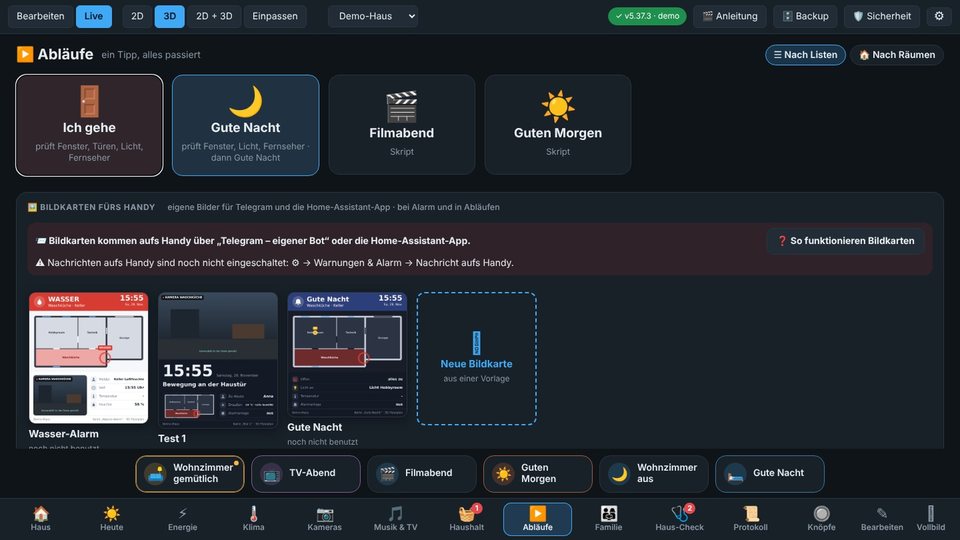 Bearbeiten Live 2D 3D 2D + 3D Einpassen Demo-Haus ✓ v5.37.3 · demo Anleitung Backup Sicherheit
Abläufe ein Tipp, alles passiert Nach Listen Nach Räumen
Ich gehe
prüft Fenster, Türen, Licht,
Fernseher
Gute Nacht
prüft Fenster, Licht, Fernseher ·
dann Gute Nacht
Filmabend
Skript
Guten Morgen
Skript
BILDKARTEN FÜRS HANDY eigene Bilder für Telegram und die Home-Assistant-App · bei Alarm und in Abläufen
Bildkarten kommen aufs Handy über „Telegram – eigener Bot“ oder die Home-Assistant-App.
❓ So funktionieren Bildkarten
⚠ Nachrichten aufs Handy sind noch nicht eingeschaltet: ⚙ → Warnungen & Alarm → Nachricht aufs Handy.
WASSER 15:55
Wasser-Alarm
noch nicht benutzt
15:55
Bewegung an der Haustür
Test 1
Gute Nacht 15:55
Gute Nacht
noch nicht benutzt
Neue Bildkarte
aus einer Vorlage
Wohnzimmer
gemütlich
TV-Abend
Filmabend
Guten
Morgen
Wohnzimmer
aus
Gute Nacht
Haus
Heute
Energie
Klima
Kameras
Musik & TV
1
Haushalt
Abläufe
Familie
2
Haus-Check
Protokoll
Knöpfe
Bearbeiten
Vollbild